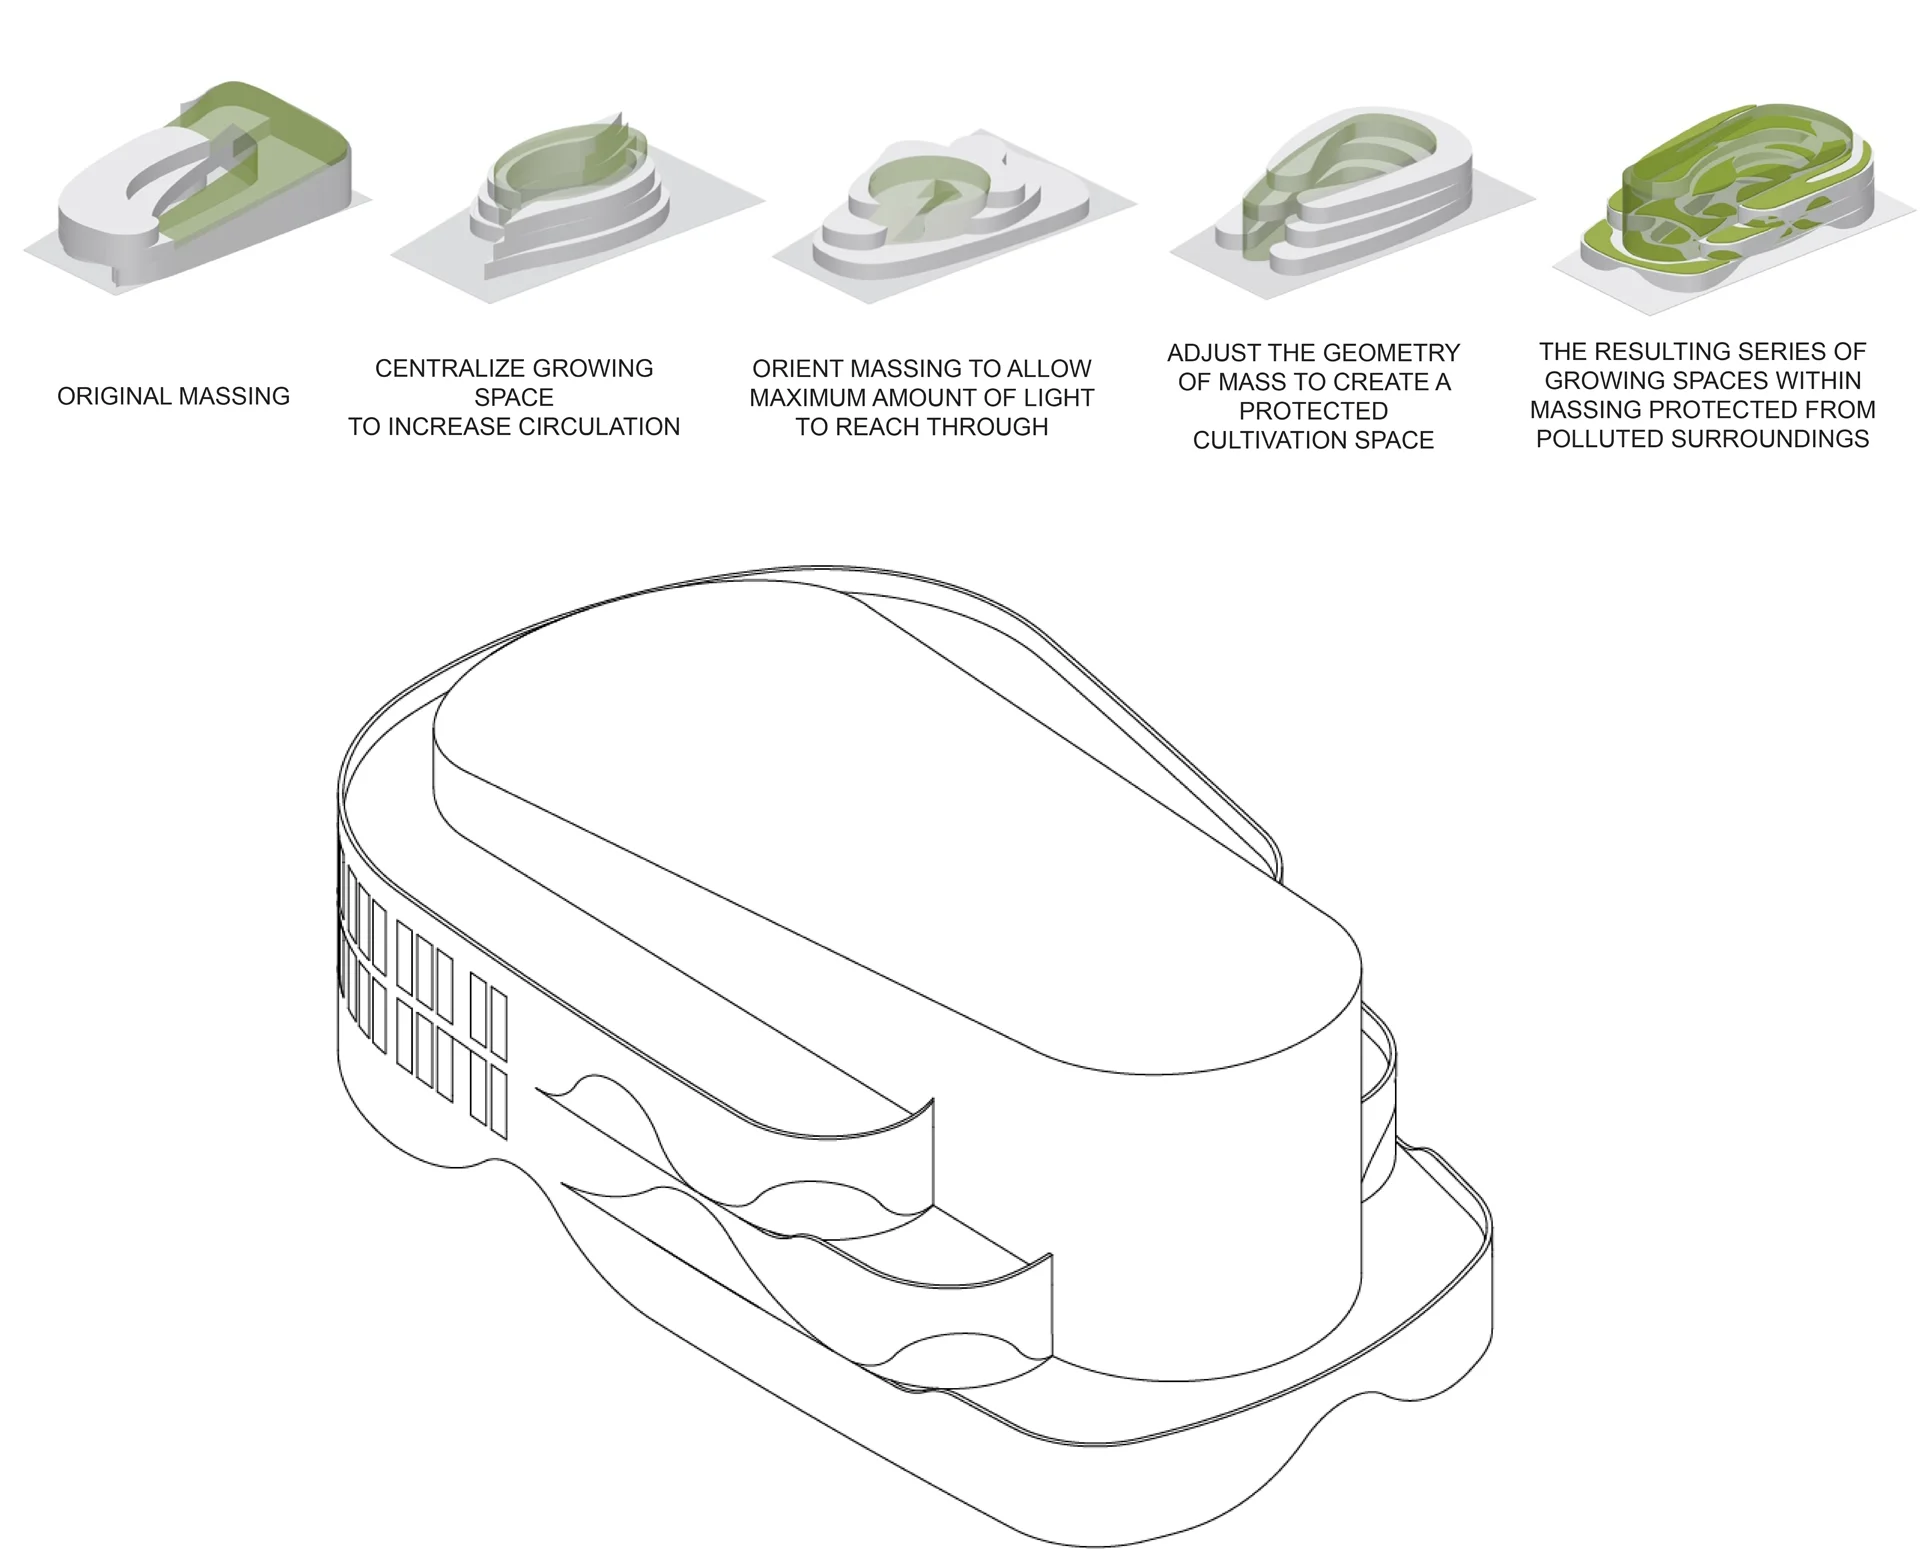 ORIGINAL MASSING
CENTRALIZE GROWING
SPACE
TO INCREASE CIRCULATION
ORIENT MASSING TO ALLOW
MAXIMUM AMOUNT OF LIGHT
TO REACH THROUGH
ADJUST THE GEOMETRY
OF MASS TO CREATE A
PROTECTED
CULTIVATION SPACE
THE RESULTING SERIES OF
GROWING SPACES WITHIN
MASSING PROTECTED FROM
POLLUTED SURROUNDINGS